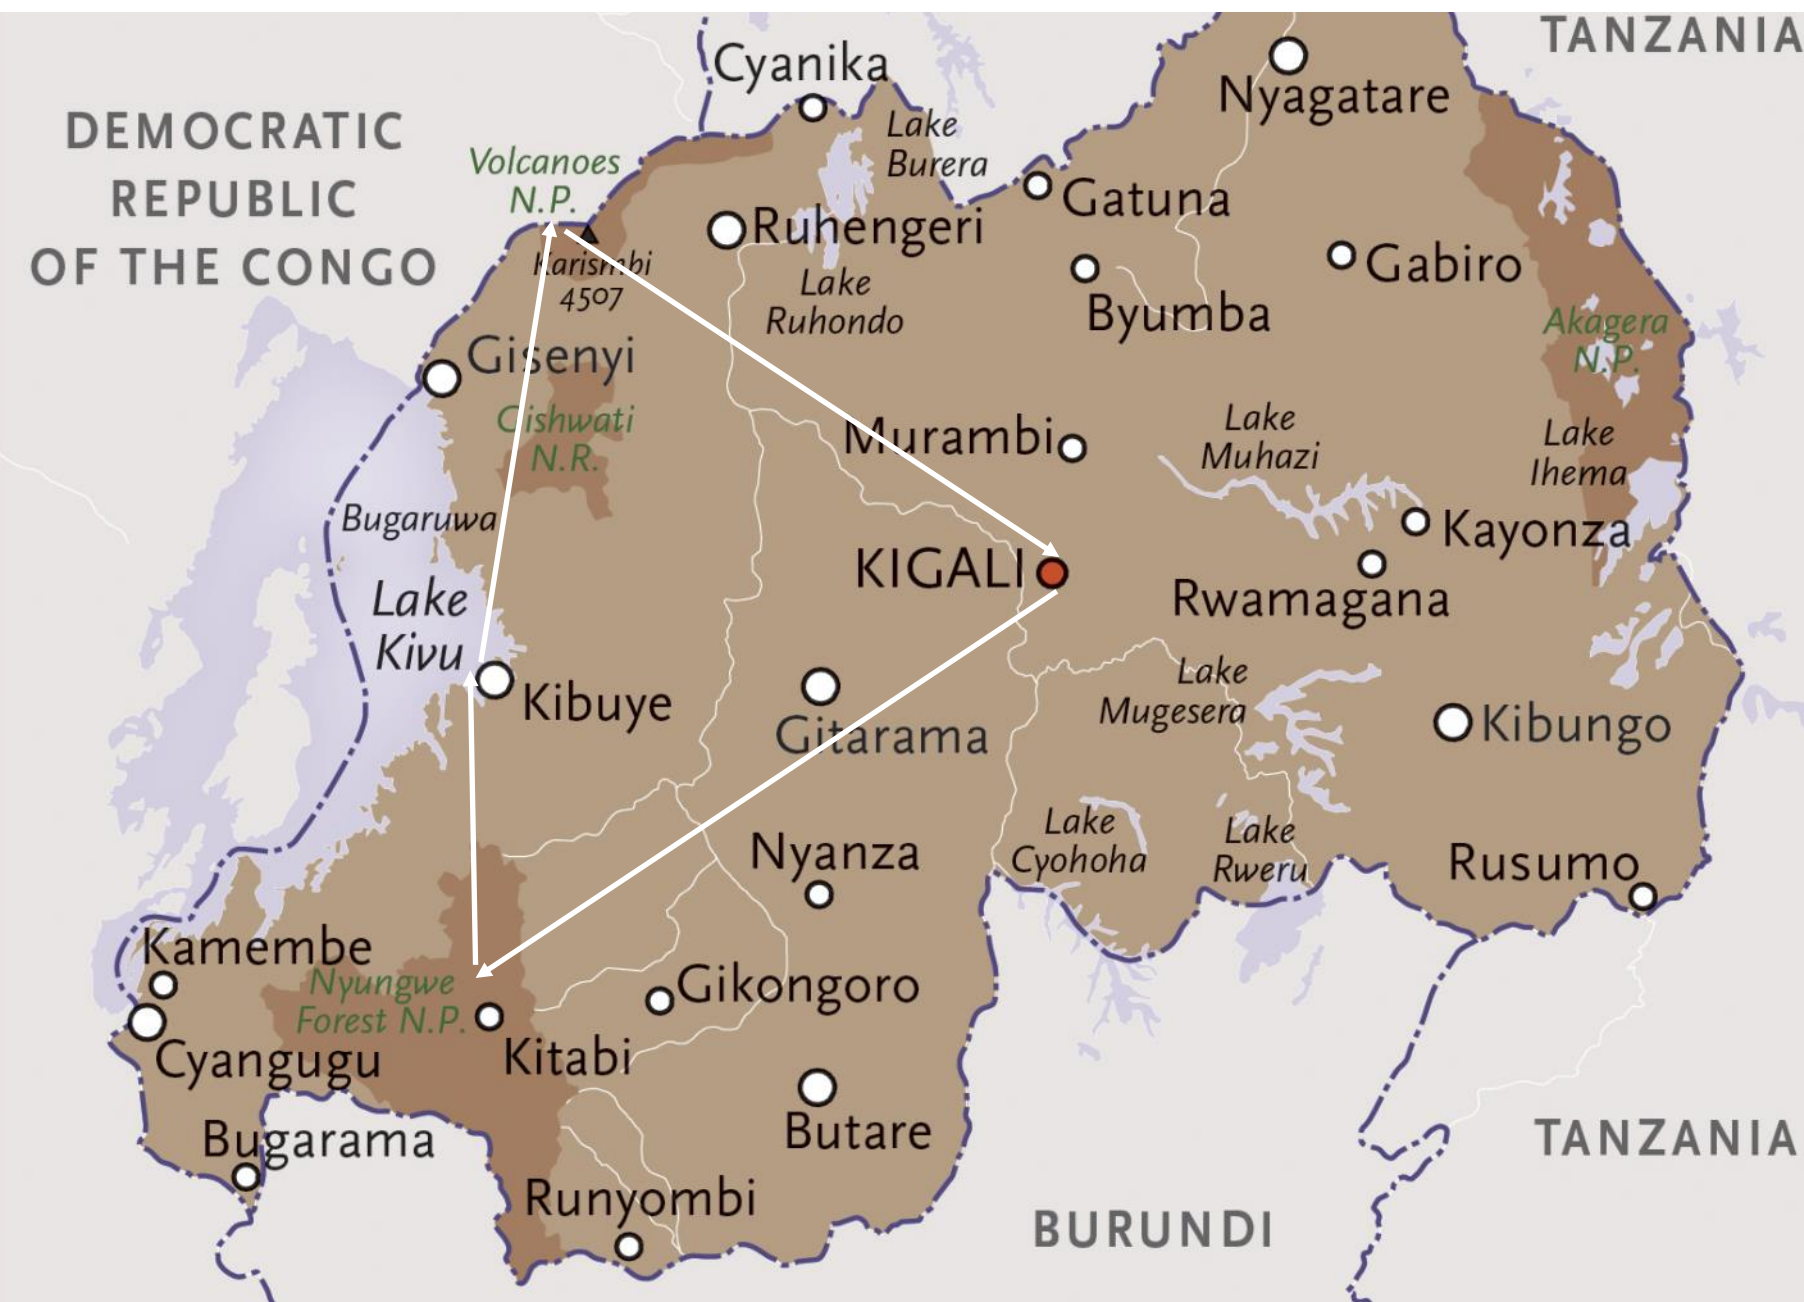 TANZANIA
Cyanika
Nyagatare
DEMOCRATIC
REPUBLIC
OF THE CONGO
Volcanoes
N.P.
Lake
Burera
Gatuna
Ruhengeri
Karismbi
4507
Lake
Ruhondo
Byumba
Gabiro
Akagera
N.P.
Gisenyi
Gishwati
N.R.
Murambi
Lake
Muhazi
Lake
Ihema
Bugaruwa
Kayonza
KIGALI
Rwamagana
Lake
Kivu
Kibuye
Gitarama
Lake
Mugesera
Kibungo
Nyanza
Lake
Cyohoha
Lake
Rweru
Rusumo
Kamembe
Nyungwe
Forest N.P.
Gikongoro
Cyangugu
Kitabi
Butare
Bugarama
Runyombi
BURUNDI
TANZANIA